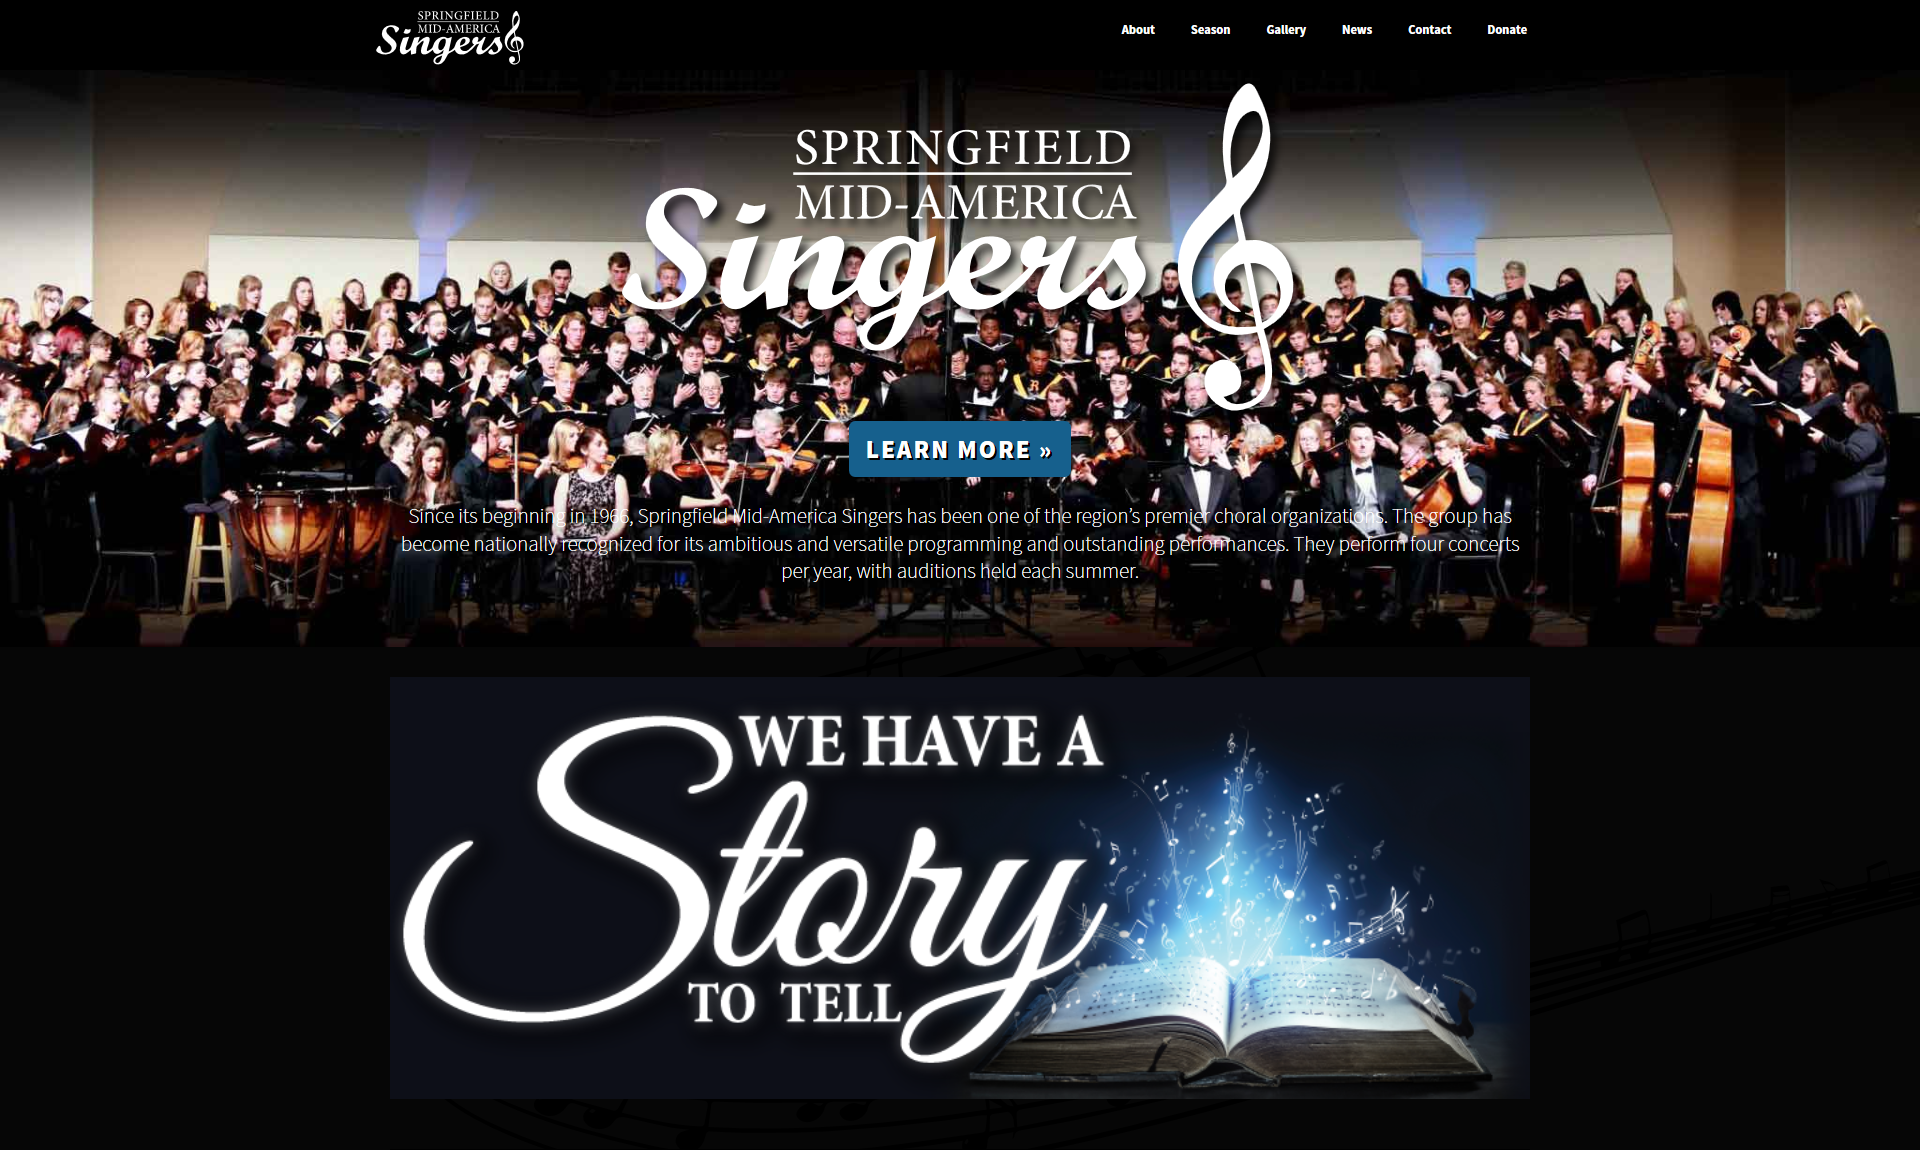 SPRINGFIELD
MID-AMERICA
Singers
About Season Gallery News Contact Donate
SPRINGFIELD
MID-AMERICA
Singers
LEARN MORE »
Since its beginning in 1966, Springfield Mid-America Singers has been one of the region’s premier choral organizations. The group has
become nationally recognized for its ambitious and versatile programming and outstanding performances. They perform four concerts
per year, with auditions held each summer.
WE HAVE A
Story
TO TELL